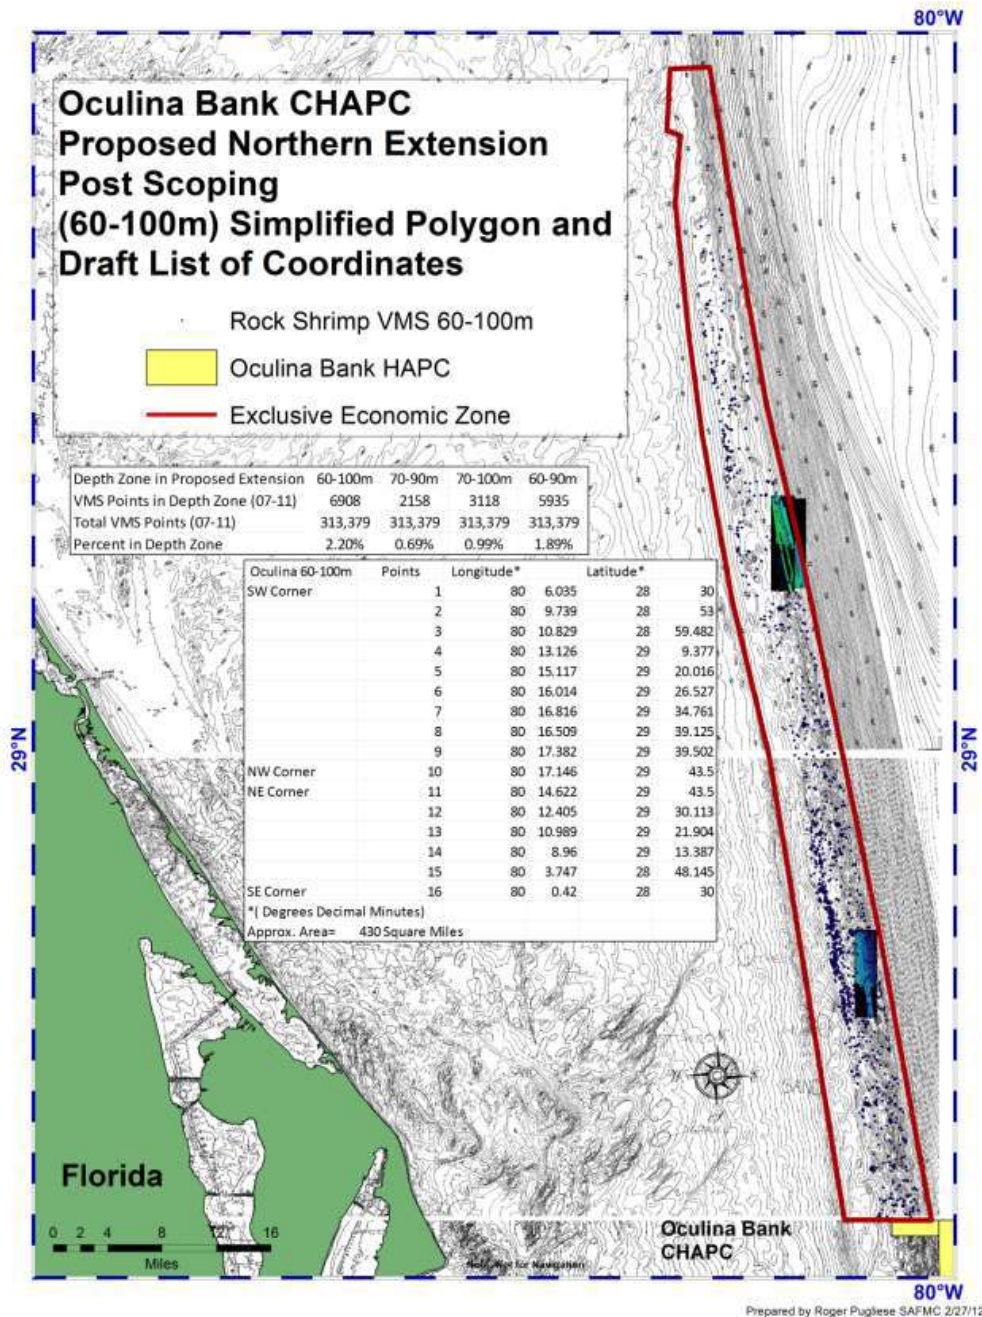 80°W
Oculina Bank CHAPC
Proposed Northern Extension
Post Scoping
(60-100m) Simplified Polygon and
Draft List of Coordinates
Rock Shrimp VMS 60-100m
Oculina Bank HAPC
Exclusive Economic Zone
Depth Zone in Proposed Extension 60-100m 70-90m 70-100m 60-90m
VMS Points in Depth Zone (07-11) 6908 2158 3118 5935
Total VMS Points (07-11) 313,379 313,379 313,379 313,379
Percent in Depth Zone 2.20% 0.69% 0.99% 1.89%
Oculina 60-100m Points Longitude* Latitude*
SW Corner 1 80 6.035 28 30
2 80 9.739 28 53
3 80 10.829 28 59.482
4 80 13.126 29 9.377
5 80 15.117 29 20.016
6 80 16.014 29 26.527
7 80 16.816 29 34.761
8 80 16.509 29 39.125
9 80 17.382 29 39.502
NW Corner 10 80 17.146 29 43.5
NE Corner 11 80 14.622 29 43.5
12 80 12.405 29 30.113
13 80 10.989 29 21.904
14 80 8.96 29 13.387
15 80 3.747 28 48.145
SE Corner 16 80 0.42 28 30
*( Degrees Decimal Minutes)
Approx. Area= 430 Square Miles
29°N
29°N
Florida
0 2 4 8 12 16
Miles
Oculina Bank
CHAPC
Note: Not for Navigation
80°W
Prepared by Roger Pugliese SAFMC 2/27/12